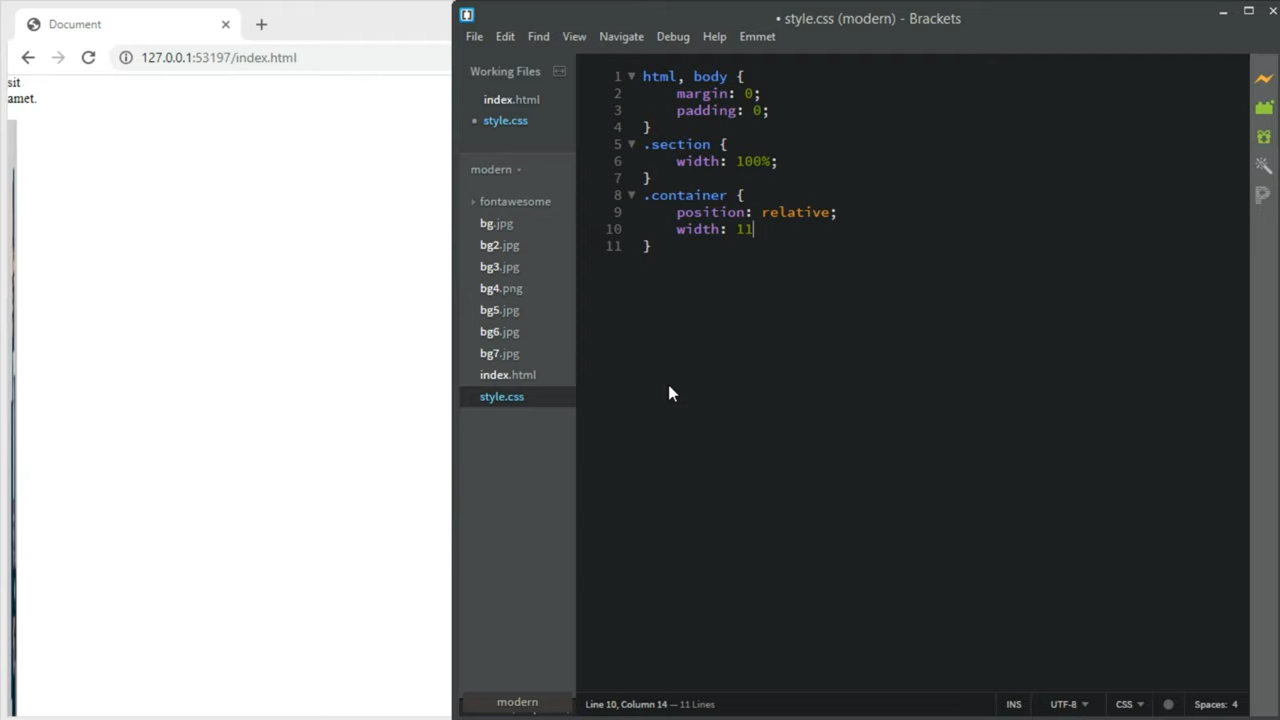 Document
127.0.0.1:53197/index.html
sit
amet.
• style.css (modern) - Brackets
File Edit Find View Navigate Debug Help Emmet
Working Files
index.html
• style.css
modern
fontawesome
bg.jpg
bg2.jpg
bg3.jpg
bg4.png
bg5.jpg
bg6.jpg
bg7.jpg
index.html
style.css
modern
1 html, body {
2 margin: 0;
3 padding: 0;
4 }
5 .section {
6 width: 100%;
7 }
8 .container {
9 position: relative;
10 width: 11
11 }
Line 10, Column 14 — 11 Lines
INS UTF-8 CSS Spaces: 4